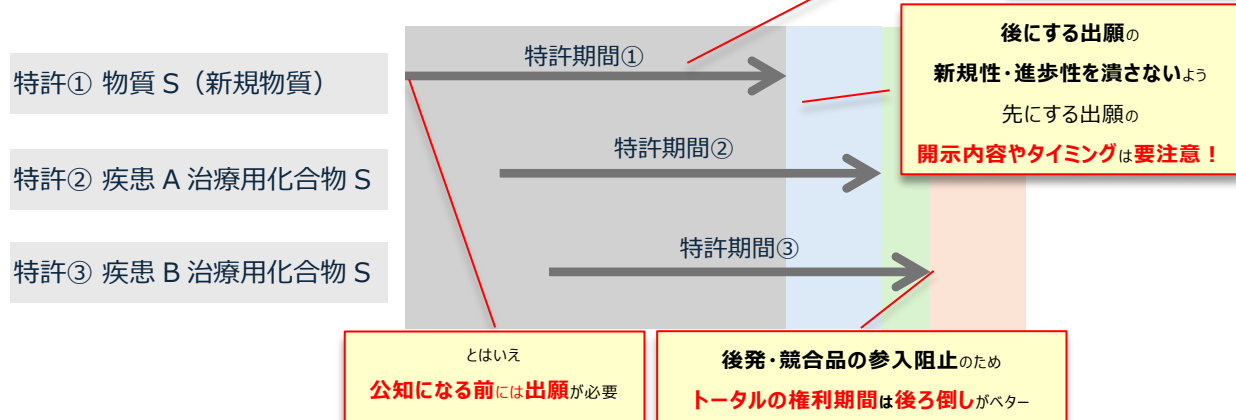 後にする出願の
新規性・進歩性を潰さないよう
先にする出願の
開示内容やタイミングは要注意！
特許期間①
特許① 物質 S（新規物質）
特許期間②
特許② 疾患 A 治療用化合物 S
特許期間③
特許③ 疾患 B 治療用化合物 S
とはいえ
公知になる前には出願が必要
後発・競合品の参入阻止のため
トータルの権利期間は後ろ倒しがベター